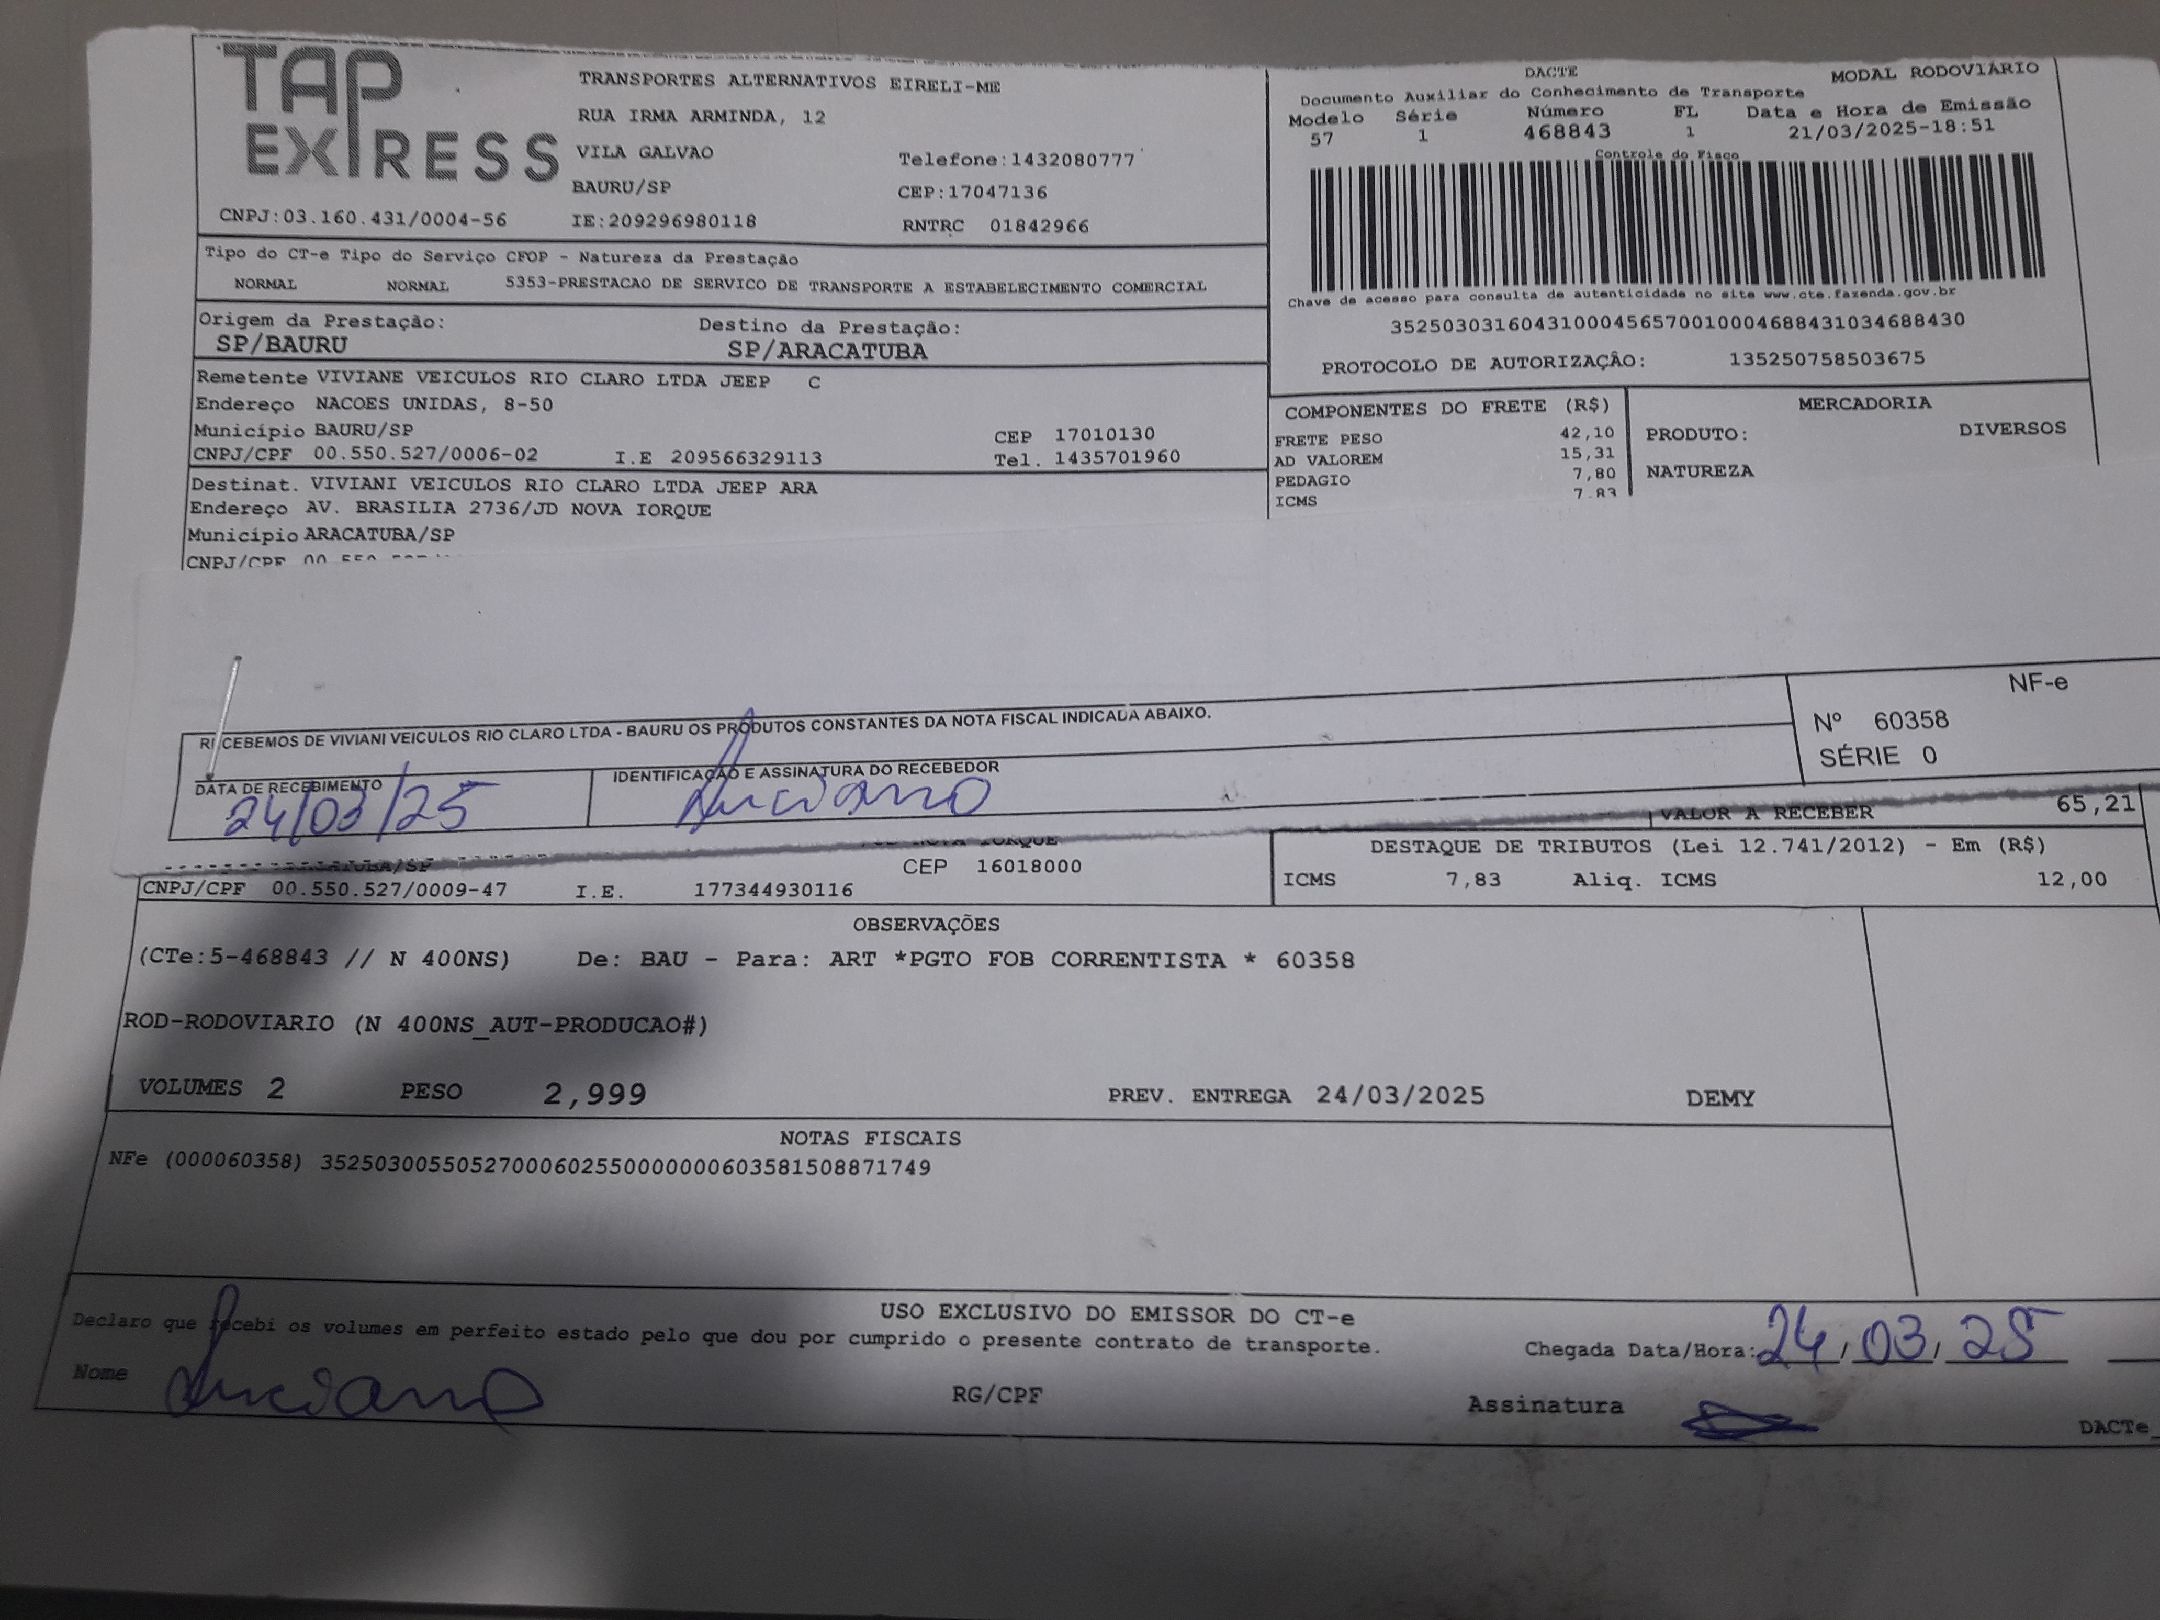 TAP EXPRESS
TRANSPORTES ALTERNATIVOS EIRELI-ME
RUA IRMA ARMINDA, 12
VILA GALVAO Telefone:1432080777
BAURU/SP CEP:17047136
CNPJ:03.160.431/0004-56 IE:209296980118 RNTRC 01842966
DACTE MODAL RODOVIÁRIO
Documento Auxiliar do Conhecimento de Transporte
Modelo Série Número FL Data e Hora de Emissão
57 1 468843 1 21/03/2025-18:51
Controle do Fisco
Chave de acesso para consulta de autenticidade no site www.cte.fazenda.gov.br
35250303160431000456570010004688431034688430
PROTOCOLO DE AUTORIZAÇÃO: 135250758503675
Tipo do CT-e Tipo do Serviço CFOP - Natureza da Prestação
NORMAL NORMAL 5353-PRESTACAO DE SERVICO DE TRANSPORTE A ESTABELECIMENTO COMERCIAL
Origem da Prestação: Destino da Prestação:
SP/BAURU SP/ARACATUBA
Remetente VIVIANE VEICULOS RIO CLARO LTDA JEEP C
Endereço NACOES UNIDAS, 8-50
Município BAURU/SP CEP 17010130
CNPJ/CPF 00.550.527/0006-02 I.E 209566329113 Tel. 1435701960
COMPONENTES DO FRETE (R$)
FRETE PESO 42,10
AD VALOREM 15,31
PEDAGIO 7,80
ICMS 7,83
MERCADORIA
PRODUTO: DIVERSOS
NATUREZA
Destinat. VIVIANI VEICULOS RIO CLARO LTDA JEEP ARA
Endereço AV. BRASILIA 2736/JD NOVA IORQUE
Município ARACATUBA/SP
CNPJ/CPF 00
RECEBEMOS DE VIVIANI VEICULOS RIO CLARO LTDA - BAURU OS PRODUTOS CONSTANTES DA NOTA FISCAL INDICADA ABAIXO.
NF-e
Nº 60358
SÉRIE 0
DATA DE RECEBIMENTO IDENTIFICAÇÃO E ASSINATURA DO RECEBEDOR
24/03/25 Luciano
VALOR A RECEBER 65,21
NOVA IORQUE
ARACATUBA/SP CEP 16018000
CNPJ/CPF 00.550.527/0009-47 I.E. 177344930116
DESTAQUE DE TRIBUTOS (Lei 12.741/2012) - Em (R$)
ICMS 7,83 Aliq. ICMS 12,00
OBSERVAÇÕES
(CTe:5-468843 // N 400NS) De: BAU - Para: ART *PGTO FOB CORRENTISTA * 60358
ROD-RODOVIARIO (N 400NS_AUT-PRODUCAO#)
VOLUMES 2 PESO 2,999 PREV. ENTREGA 24/03/2025 DEMY
NOTAS FISCAIS
NFe (000060358) 35250300550527000602550000000603581508871749
USO EXCLUSIVO DO EMISSOR DO CT-e
Declaro que recebi os volumes em perfeito estado pelo que dou por cumprido o presente contrato de transporte.
Chegada Data/Hora: 24/03/25
Nome Luciano RG/CPF Assinatura
DACTe_